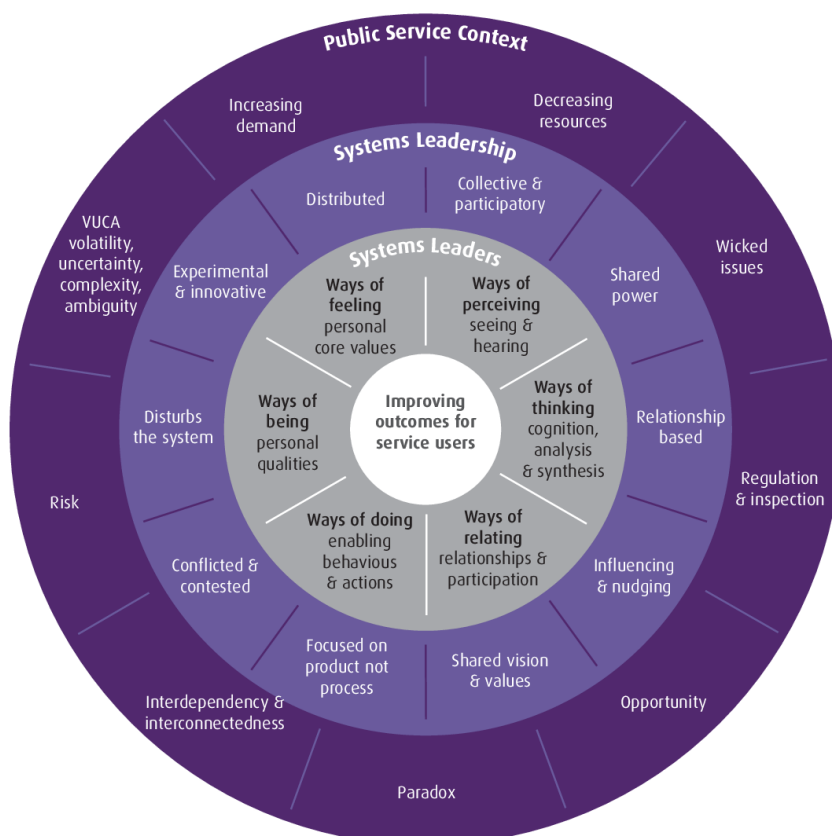 Public Service Context
Increasing
demand
Decreasing
resources
Wicked
issues
Regulation
& inspection
Opportunity
Paradox
Interdependency &
interconnectedness
Risk
VUCA
volatility,
uncertainty,
complexity,
ambiguity
Systems Leadership
Distributed
Collective &
participatory
Shared
power
Relationship
based
Influencing
& nudging
Shared vision
& values
Focused on
product not
process
Conflicted &
contested
Disturbs
the system
Experimental
& innovative
Systems Leaders
Ways of
feeling
personal
core values
Ways of
perceiving
seeing &
hearing
Ways of
thinking
cognition,
analysis
& synthesis
Ways of
relating
relationships &
participation
Ways of doing
enabling
behavious
& actions
Ways of
being
personal
qualities
Improving
outcomes for
service users